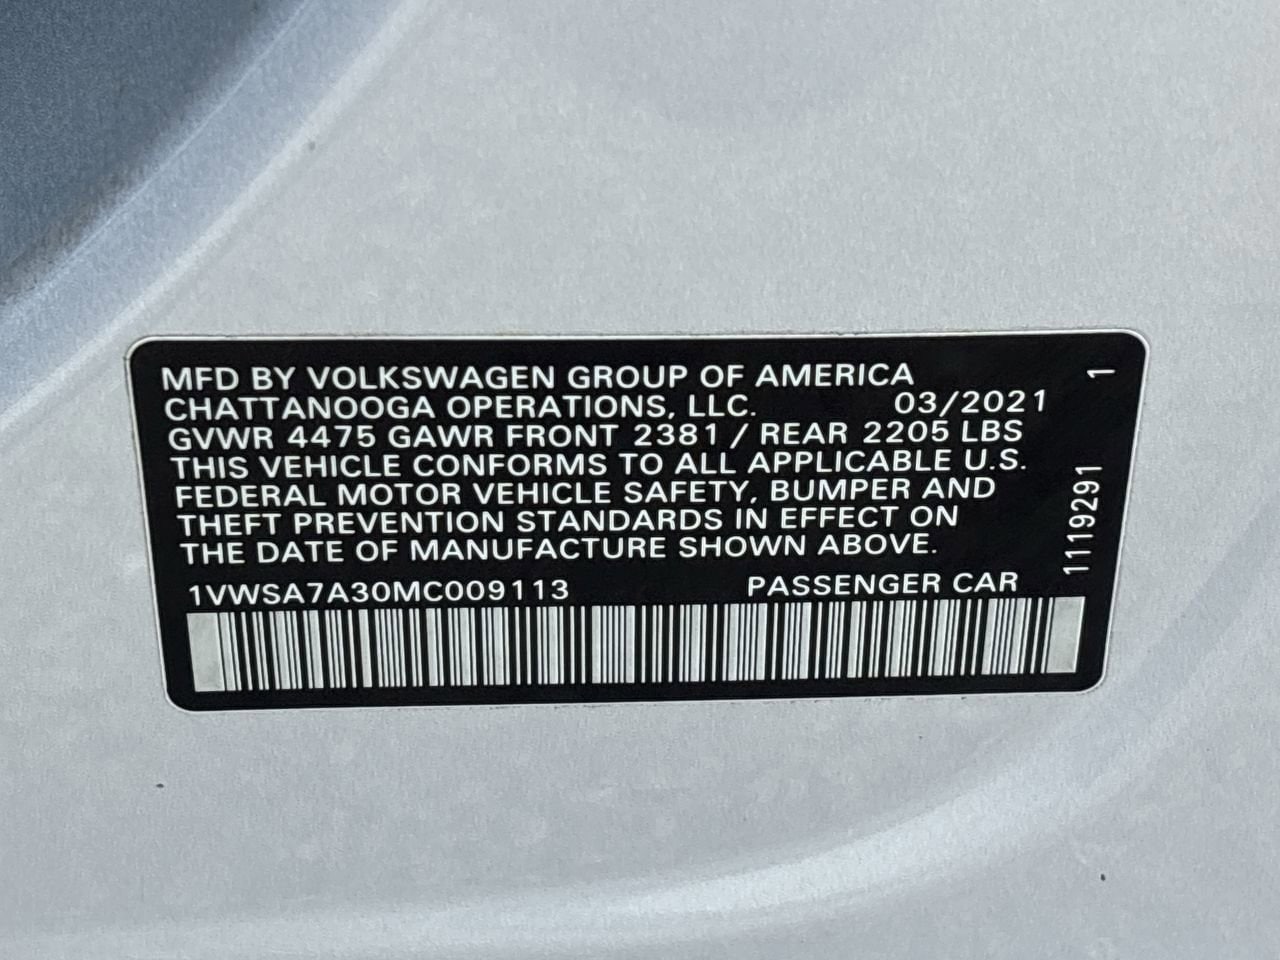 MFD BY VOLKSWAGEN GROUP OF AMERICA
CHATTANOOGA OPERATIONS, LLC. 03/2021
GVWR 4475 GAWR FRONT 2381 / REAR 2205 LBS
THIS VEHICLE CONFORMS TO ALL APPLICABLE U.S.
FEDERAL MOTOR VEHICLE SAFETY, BUMPER AND
THEFT PREVENTION STANDARDS IN EFFECT ON
THE DATE OF MANUFACTURE SHOWN ABOVE.
1VWSA7A30MC009113 PASSENGER CAR
1119291 1